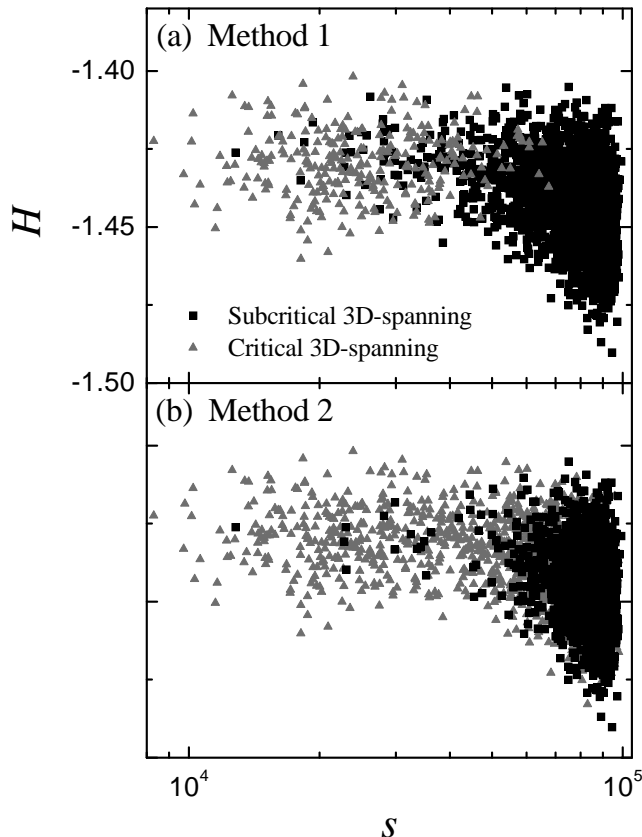 (a) Method 1
-1.40
-1.45
H
Subcritical 3D-spanning
Critical 3D-spanning
-1.50
(b) Method 2
10^4
10^5
s